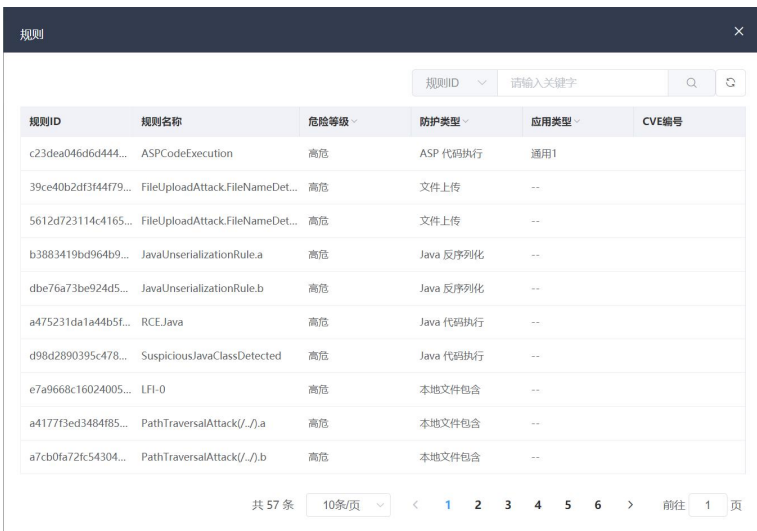 规则
规则ID 请输入关键字
规则ID 规则名称 危险等级 防护类型 应用类型 CVE编号
c23dea046d6d444... ASPCodeExecution 高危 ASP 代码执行 通用1
39ce40b2df3f44f79... FileUploadAttack.FileNameDet... 高危 文件上传 --
5612d723114c4165... FileUploadAttack.FileNameDet... 高危 文件上传 --
b3883419bd964b9... JavaUnserializationRule.a 高危 Java 反序列化 --
dbe76a73be924d5... JavaUnserializationRule.b 高危 Java 反序列化 --
a475231da1a44b5f... RCE.Java 高危 Java 代码执行 --
d98d2890395c478... SuspiciousJavaClassDetected 高危 Java 代码执行 --
e7a9668c16024005... LFI-0 高危 本地文件包含 --
a4177f3ed3484f85... PathTraversalAttack(/../).a 高危 本地文件包含 --
a7cb0fa72fc54304... PathTraversalAttack(/../).b 高危 本地文件包含 --
共 57 条 10条/页 1 2 3 4 5 6 前往 1 页